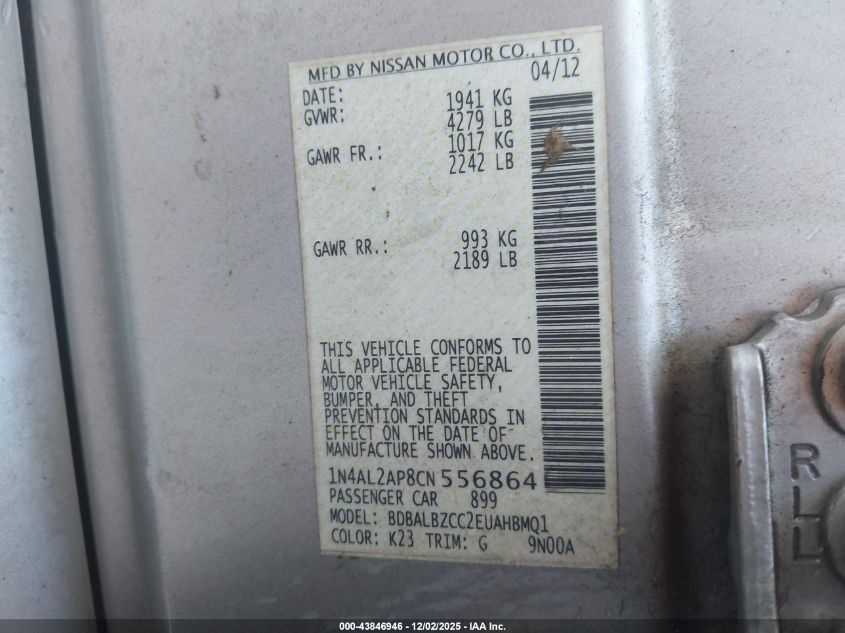 MFD BY NISSAN MOTOR CO., LTD.
DATE: 04/12
GVWR: 1941 KG
4279 LB
GAWR FR.: 1017 KG
2242 LB
GAWR RR.: 993 KG
2189 LB
THIS VEHICLE CONFORMS TO
ALL APPLICABLE FEDERAL
MOTOR VEHICLE SAFETY,
BUMPER, AND THEFT
PREVENTION STANDARDS IN
EFFECT ON THE DATE OF
MANUFACTURE SHOWN ABOVE.
1N4AL2AP8CN556864
PASSENGER CAR 899
MODEL: BDBALBZCC2EUAHBMQ1
COLOR: K23 TRIM: G 9N00A
RLL
000-43846946 - 12/02/2025 - IAA Inc.